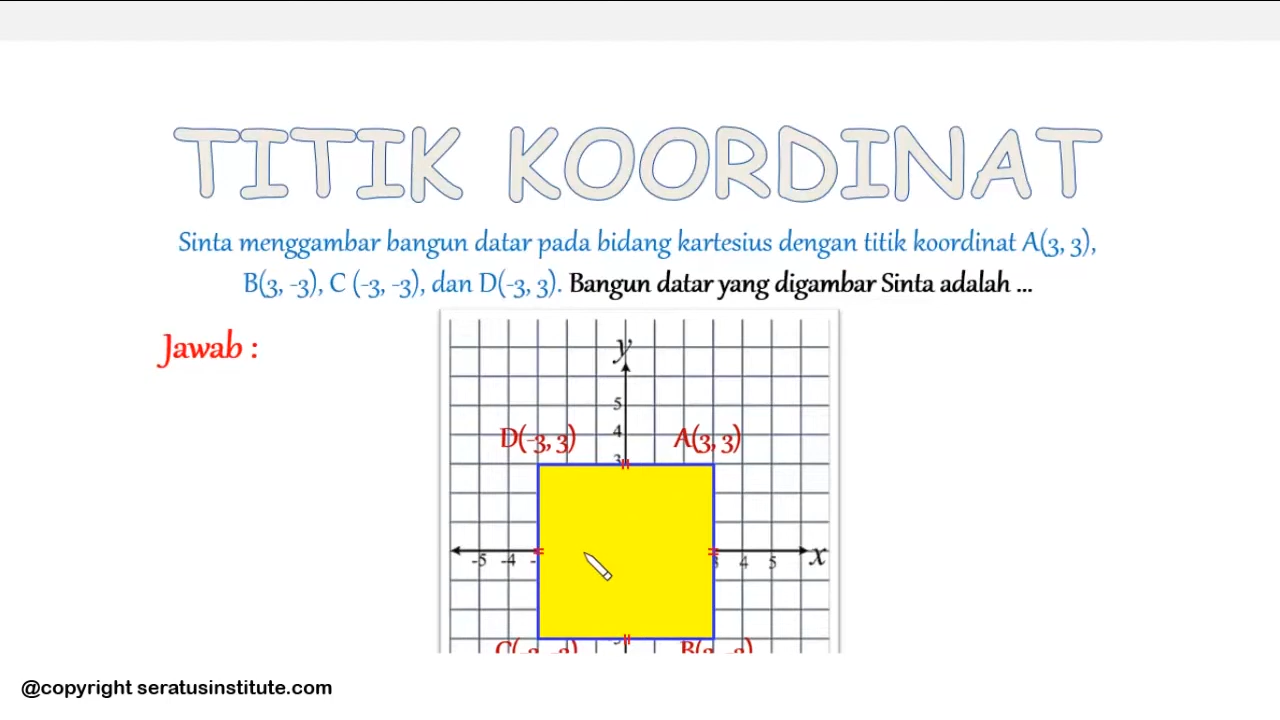 TITIK KOORDINAT
Sinta menggambar bangun datar pada bidang kartesius dengan titik koordinat A(3, 3),
B(3, -3), C (-3, -3), dan D(-3, 3). Bangun datar yang digambar Sinta adalah ...
Jawab :
y
5
D(-3, 3) 4 A(3, 3)
3
-5 -4 3 4 5 x
@copyright seratusinstitute.com